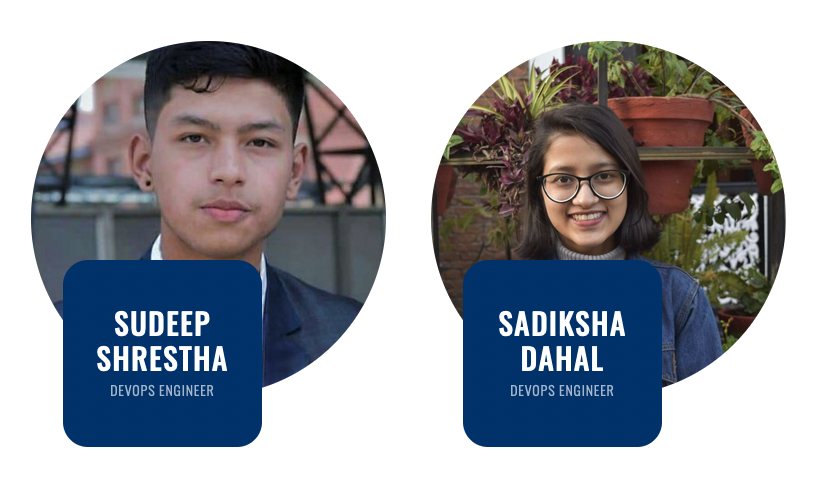 SUDEEP
SHRESTHA
DEVOPS ENGINEER
SADIKSHA
DAHAL
DEVOPS ENGINEER